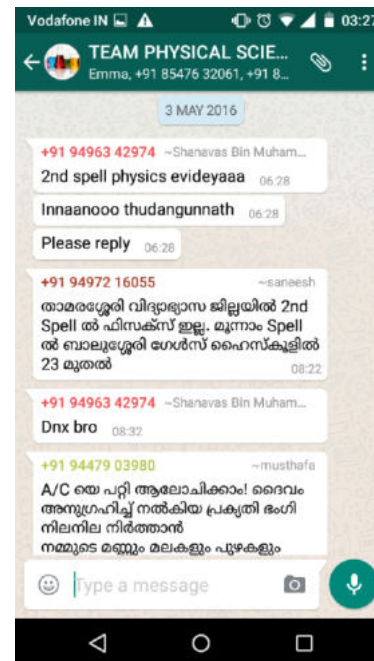 Vodafone IN 03:27
TEAM PHYSICAL SCIE...
Emma, +91 85476 32061, +91 8...
3 MAY 2016
+91 94963 42974 ~Shanavas Bin Muham...
2nd spell physics evideyaaa 06:28
Innaanooo thudangunnath 06:28
Please reply 06:28
+91 94972 16055 ~saneesh
താമരശ്ശേരി വിദ്യാഭ്യാസ ജില്ലയിൽ 2nd
Spell ൽ ഫിസക്സ് ഇല്ല. മൂന്നാം Spell
ൽ ബാലുശ്ശേരി ഗേൾസ് ഹൈസ്കൂളിൽ
23 മുതൽ 08:22
+91 94963 42974 ~Shanavas Bin Muham...
Dnx bro 08:32
+91 94479 03980 ~musthafa
A/C യെ പറ്റി ആലോചിക്കാം! ദൈവം
അനുഗ്രഹിച്ച് നൽകിയ പ്രകൃതി ഭംഗി
നിലനില നിർത്താൻ
നമ്മുടെ മണ്ണും മലകളും പുഴകളും
Type a message